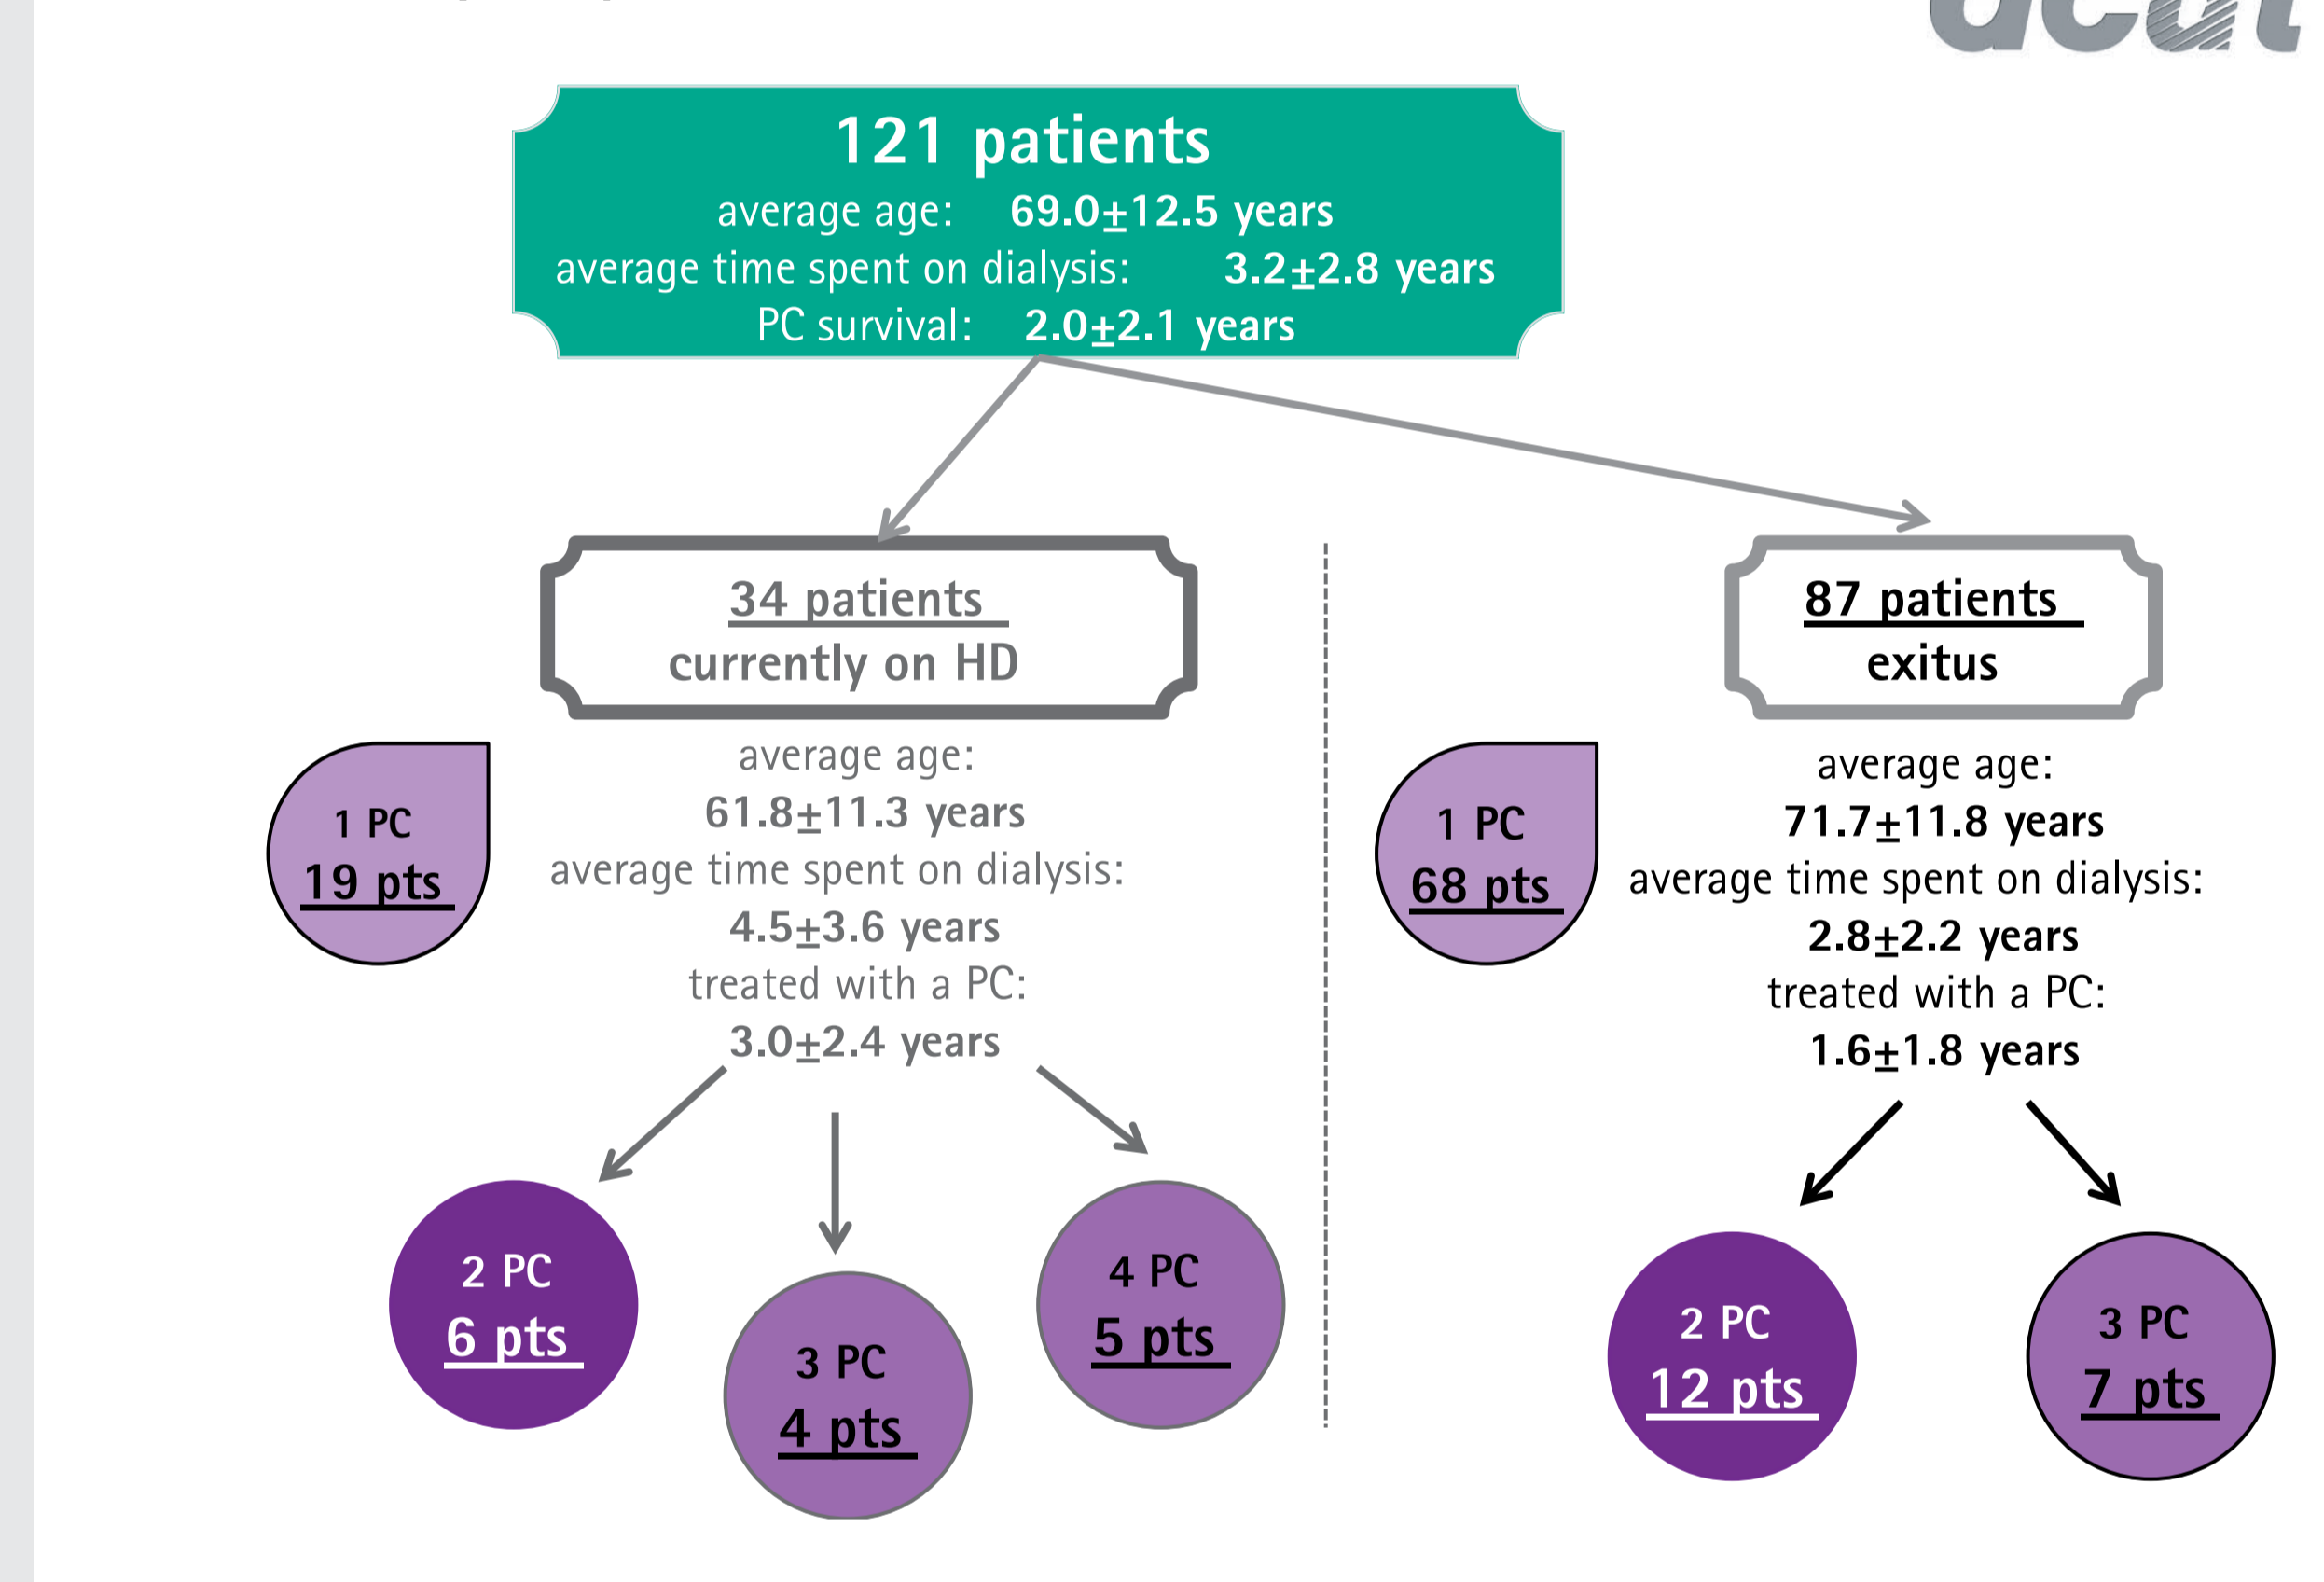 121 patients
average age: 69.0±12.5 years
average time spent on dialysis: 3.2±2.8 years
PC survival: 2.0±2.1 years
34 patients
currently on HD
average age:
61.8±11.3 years
average time spent on dialysis:
4.5±3.6 years
treated with a PC:
3.0±2.4 years
1 PC
19 pts
2 PC
6 pts
3 PC
4 pts
4 PC
5 pts
87 patients
exitus
average age:
71.7±11.8 years
average time spent on dialysis:
2.8±2.2 years
treated with a PC:
1.6±1.8 years
1 PC
68 pts
2 PC
12 pts
3 PC
7 pts